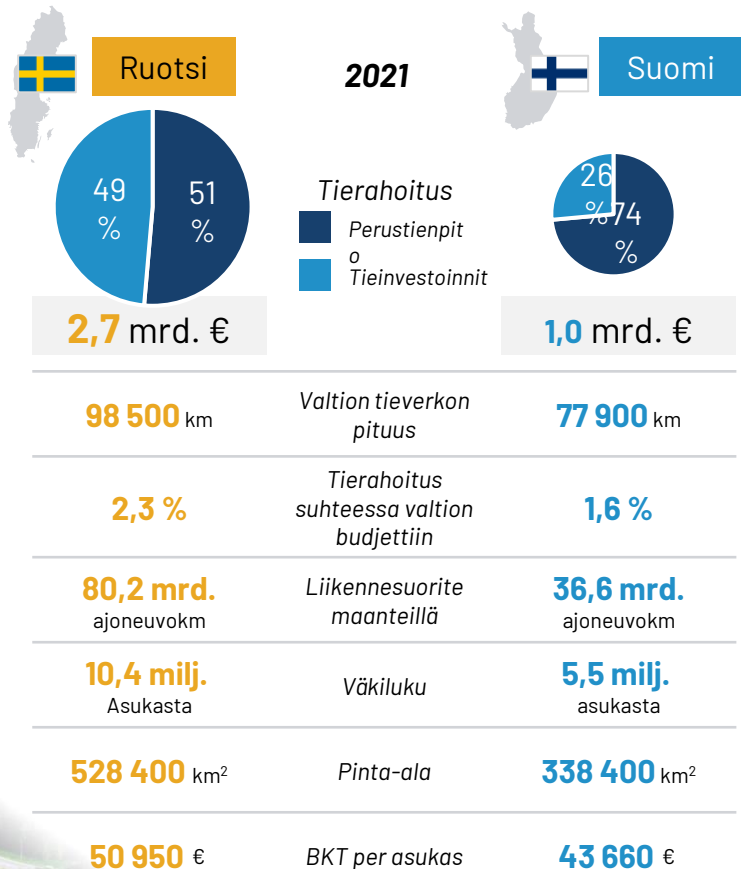 Ruotsi
2021
Suomi
49
%
51
%
Tierahoitus
Perustienpit
o
Tieinvestoinnit
26
%
74
%
2,7 mrd. €
1,0 mrd. €
98 500 km
Valtion tieverkon
pituus
77 900 km
2,3 %
Tierahoitus
suhteessa valtion
budjettiin
1,6 %
80,2 mrd.
ajoneuvokm
Liikennesuorite
maanteillä
36,6 mrd.
ajoneuvokm
10,4 milj.
Asukasta
Väkiluku
5,5 milj.
asukasta
528 400 km²
Pinta-ala
338 400 km²
50 950 €
BKT per asukas
43 660 €